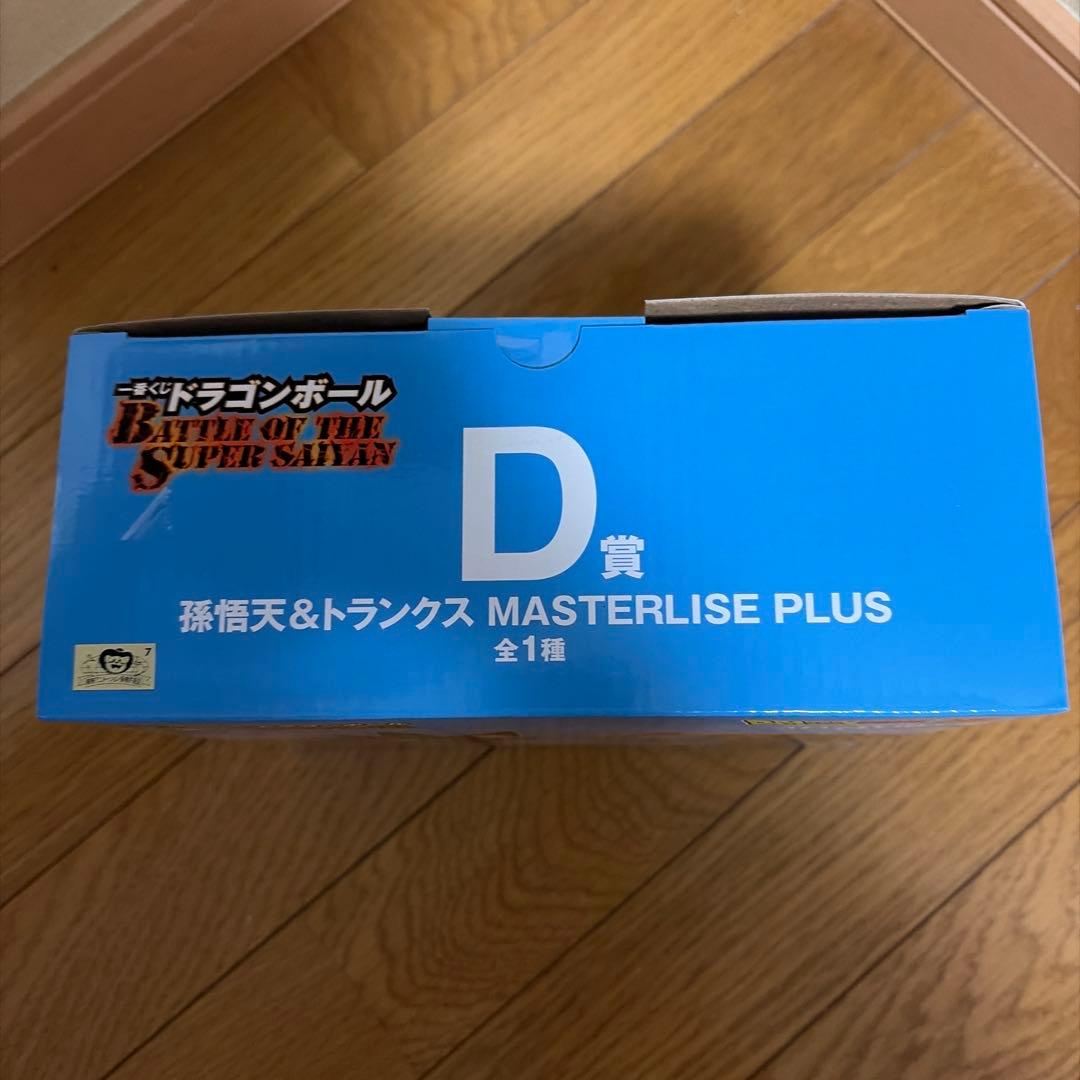 一番くじ ドラゴンボール
BATTLE OF THE
SUPER SAIYAN
D賞
孫悟天&トランクス MASTERLISE PLUS
全1種
7